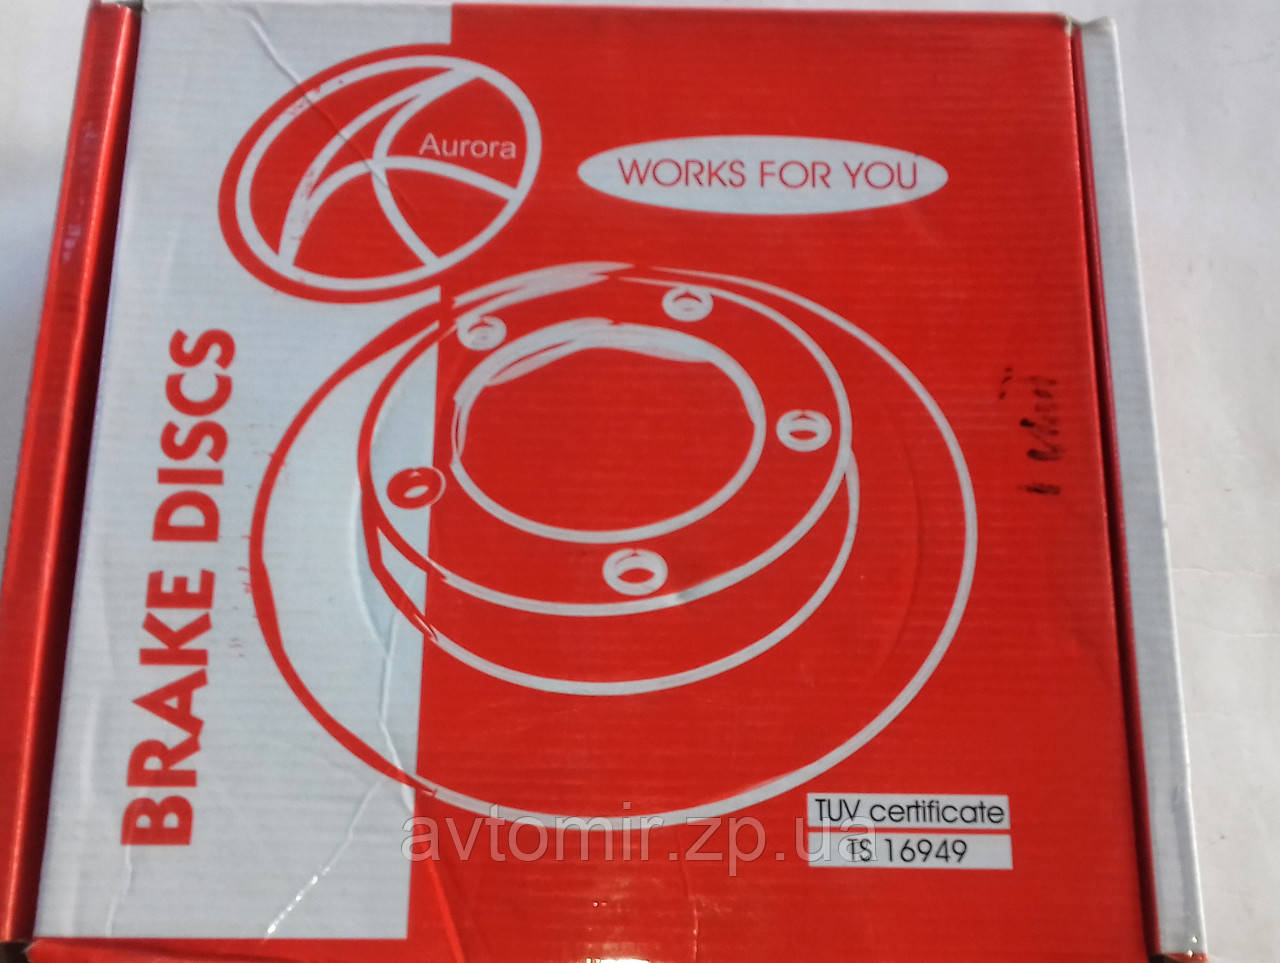 Aurora
WORKS FOR YOU
BRAKE DISCS
TUV certificate
TS 16949
avtomir.zp.ua